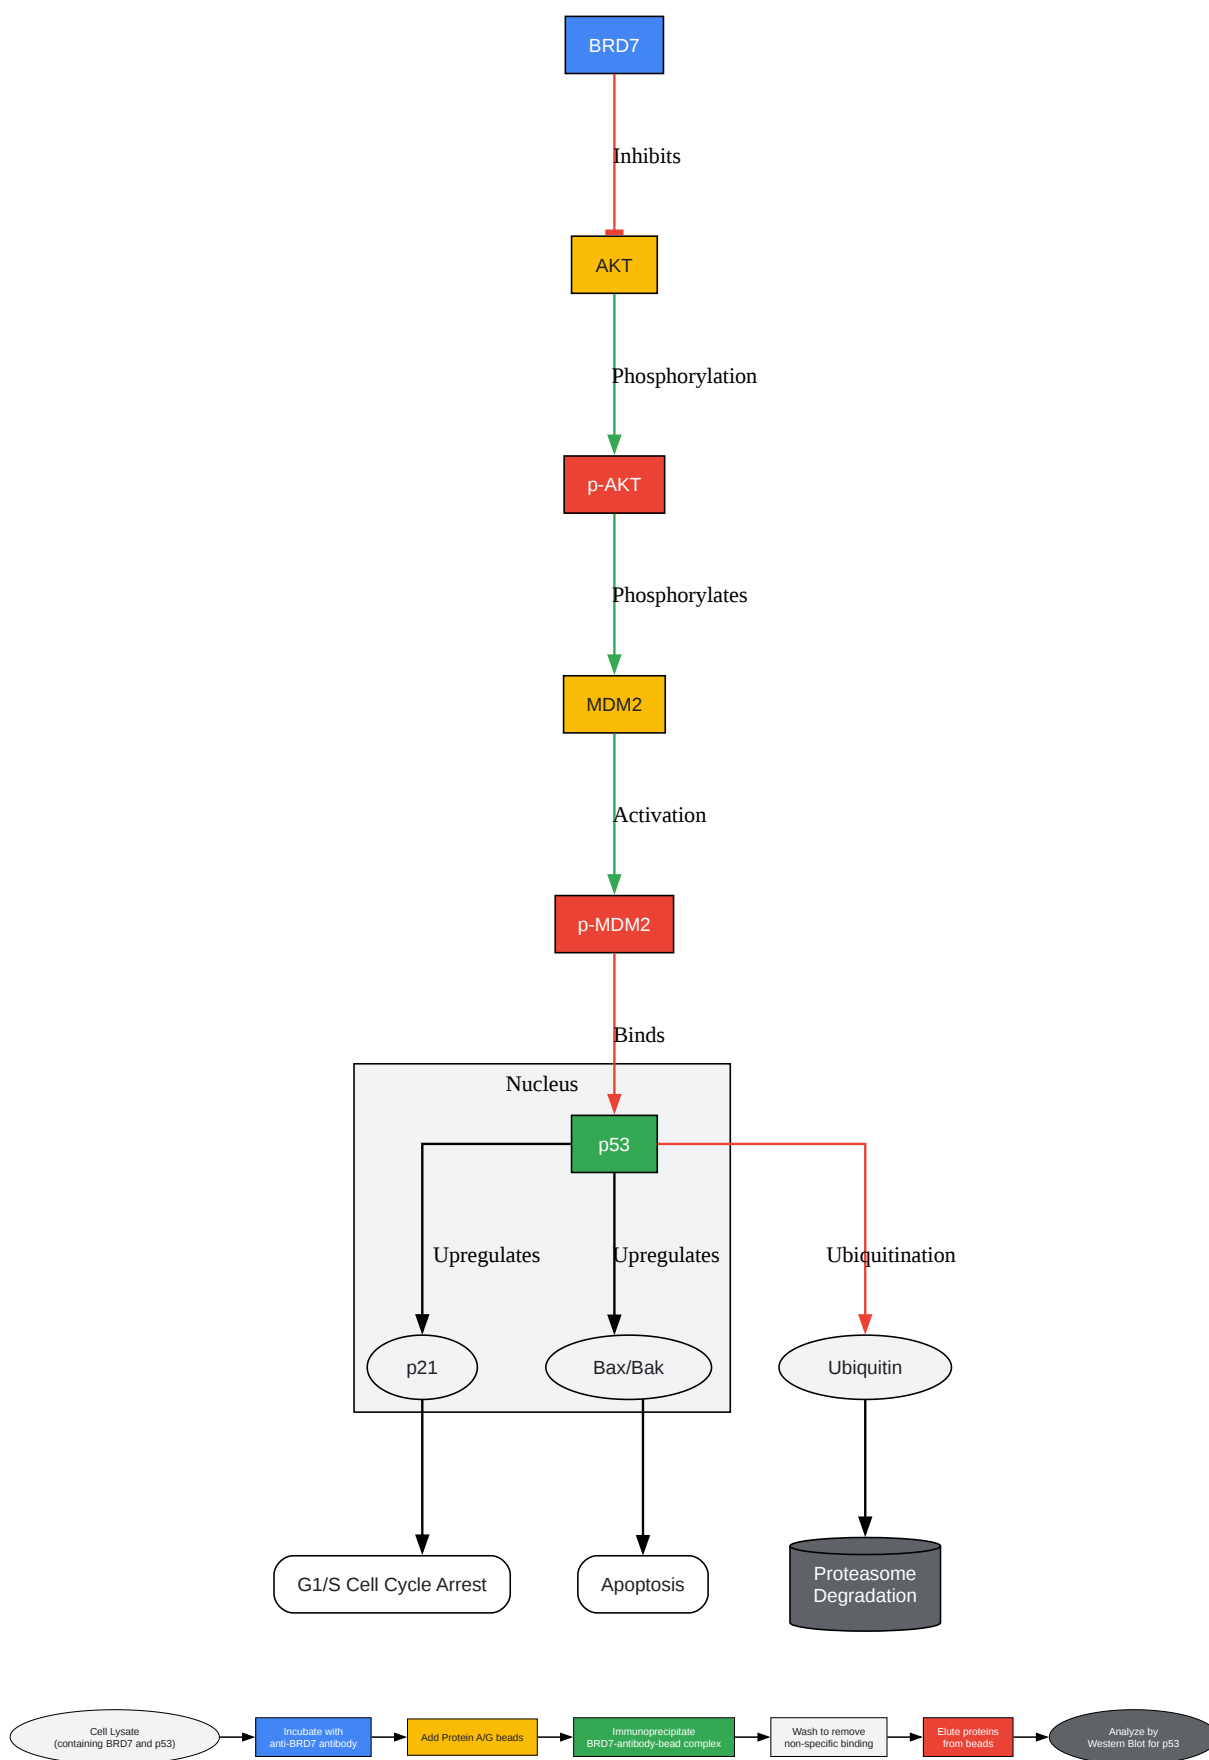 BRD7
Inhibits
AKT
Phosphorylation
p-AKT
Phosphorylates
MDM2
Activation
p-MDM2
Binds
Nucleus
p53
Upregulates
Upregulates
Ubiquitination
p21
Bax/Bak
Ubiquitin
G1/S Cell Cycle Arrest
Apoptosis
Proteasome
Degradation
Cell Lysate
(containing BRD7 and p53)
Incubate with
anti-BRD7 antibody
Add Protein A/G beads
Immunoprecipitate
BRD7-antibody-bead complex
Wash to remove
non-specific binding
Elute proteins
from beads
Analyze by
Western Blot for p53